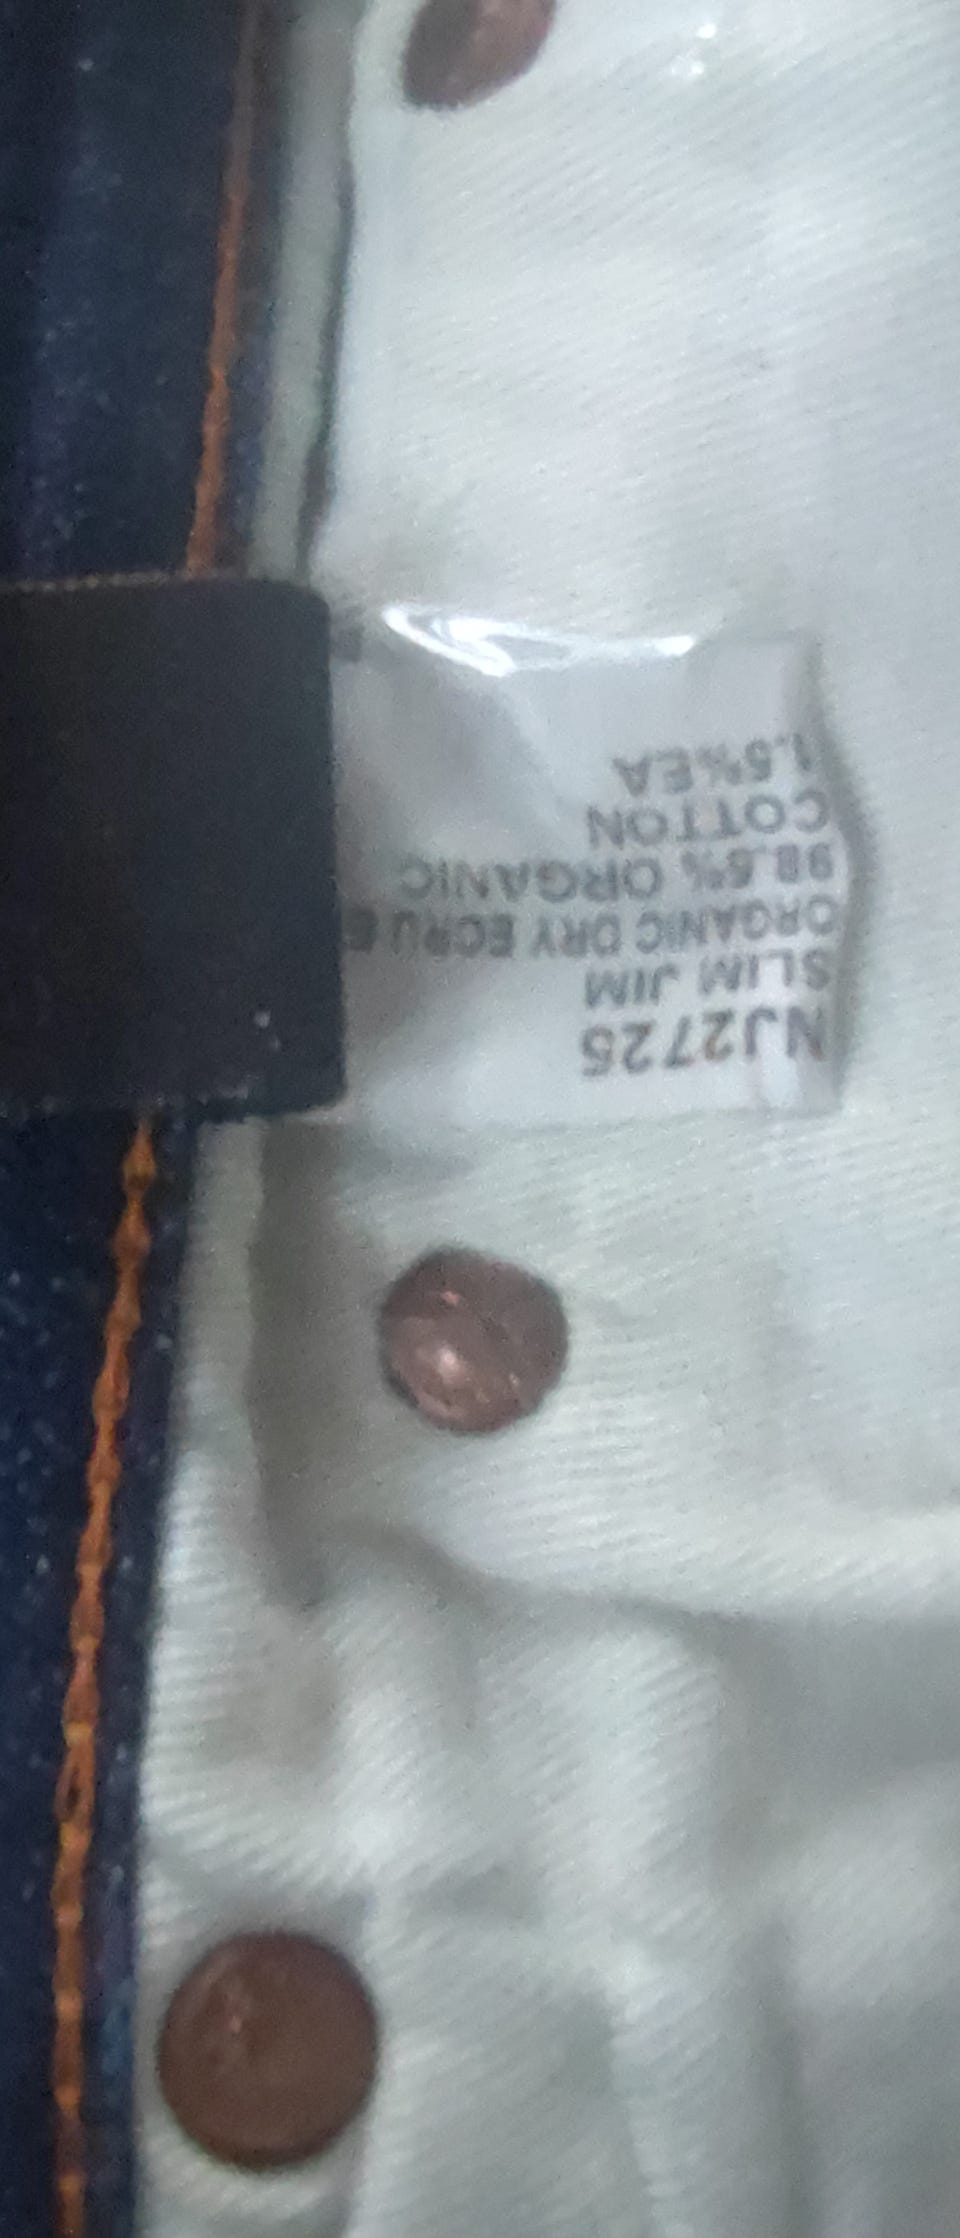 NJ2725
SLIM JIM
ORGANIC DRY ECRU E
98.5% ORGANIC
COTTON
1.5%EA